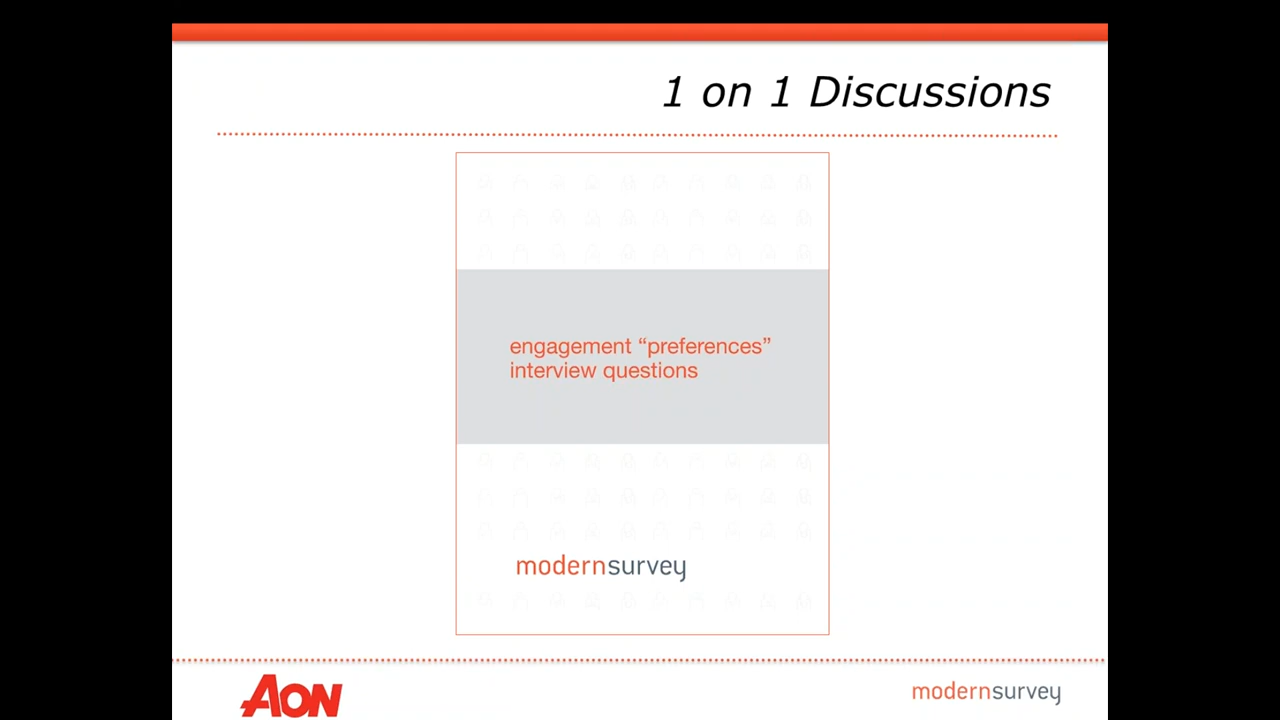 1 on 1 Discussions
engagement “preferences”
interview questions
modernsurvey
AON
modernsurvey